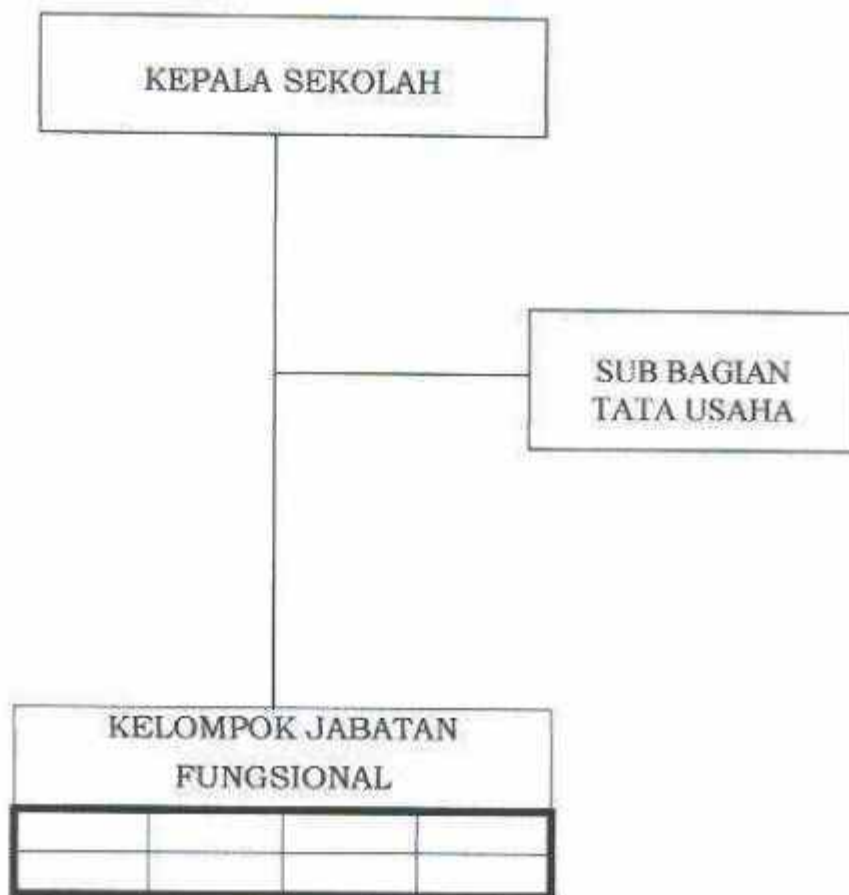 KEPALA SEKOLAH
SUB BAGIAN
TATA USAHA
KELOMPOK JABATAN
FUNGSIONAL